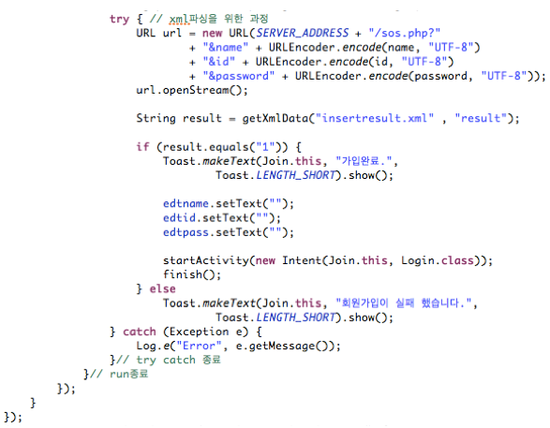 try { // xml파싱을 위한 과정
URL url = new URL(SERVER_ADDRESS + "/sos.php?"
+ "&name" + URLEncoder.encode(name, "UTF-8")
+ "&id" + URLEncoder.encode(id, "UTF-8")
+ "&password" + URLEncoder.encode(password, "UTF-8"));
url.openStream();
String result = getXmlData("insertresult.xml" , "result");
if (result.equals("1")) {
Toast.makeText(Join.this, "가입완료.",
Toast.LENGTH_SHORT).show();
edtname.setText("");
edtid.setText("");
edtpass.setText("");
startActivity(new Intent(Join.this, Login.class));
finish();
} else
Toast.makeText(Join.this, "회원가입이 실패 했습니다.",
Toast.LENGTH_SHORT).show();
} catch (Exception e) {
Log.e("Error", e.getMessage());
}// try catch 종료
}// run종료
});
}
});